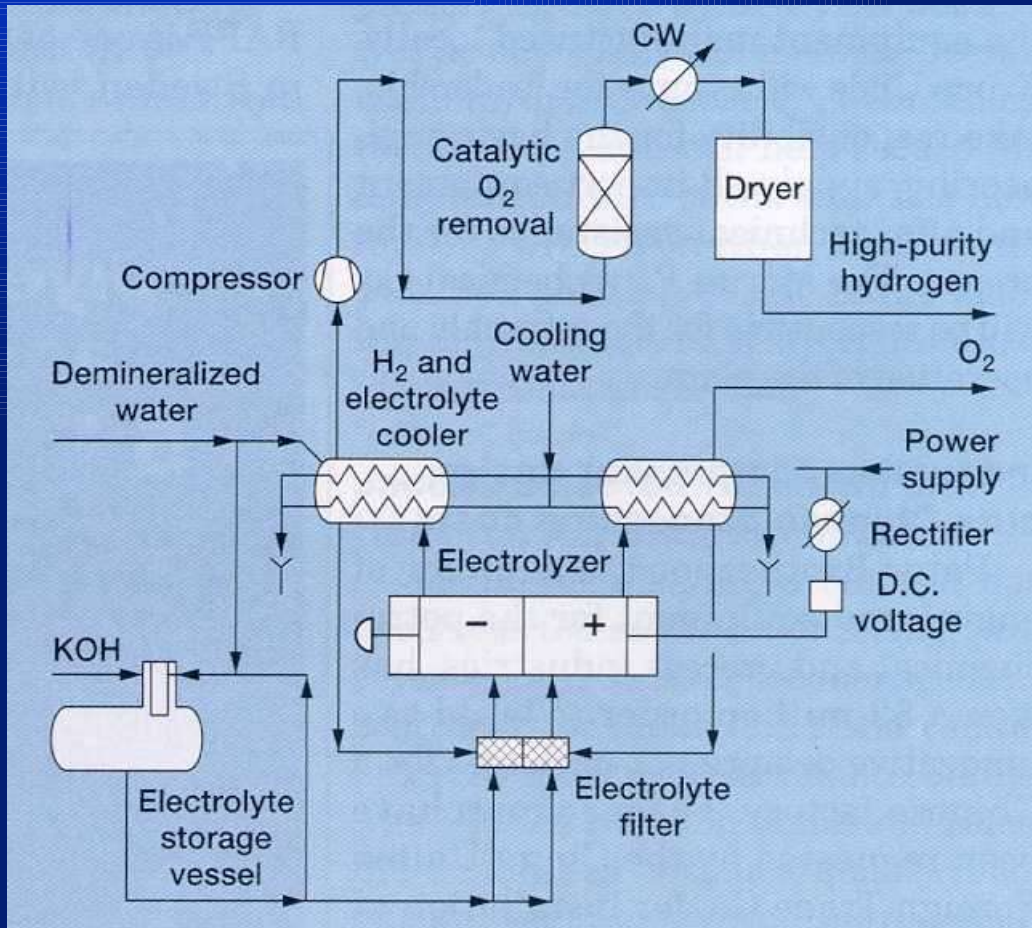 CW
Catalytic
O₂
removal
Dryer
High-purity
hydrogen
Compressor
Cooling
water
O₂
H₂ and
electrolyte
cooler
Demineralized
water
Power
supply
Rectifier
Electrolyzer
D.C.
voltage
−
+
KOH
Electrolyte
storage
vessel
Electrolyte
filter